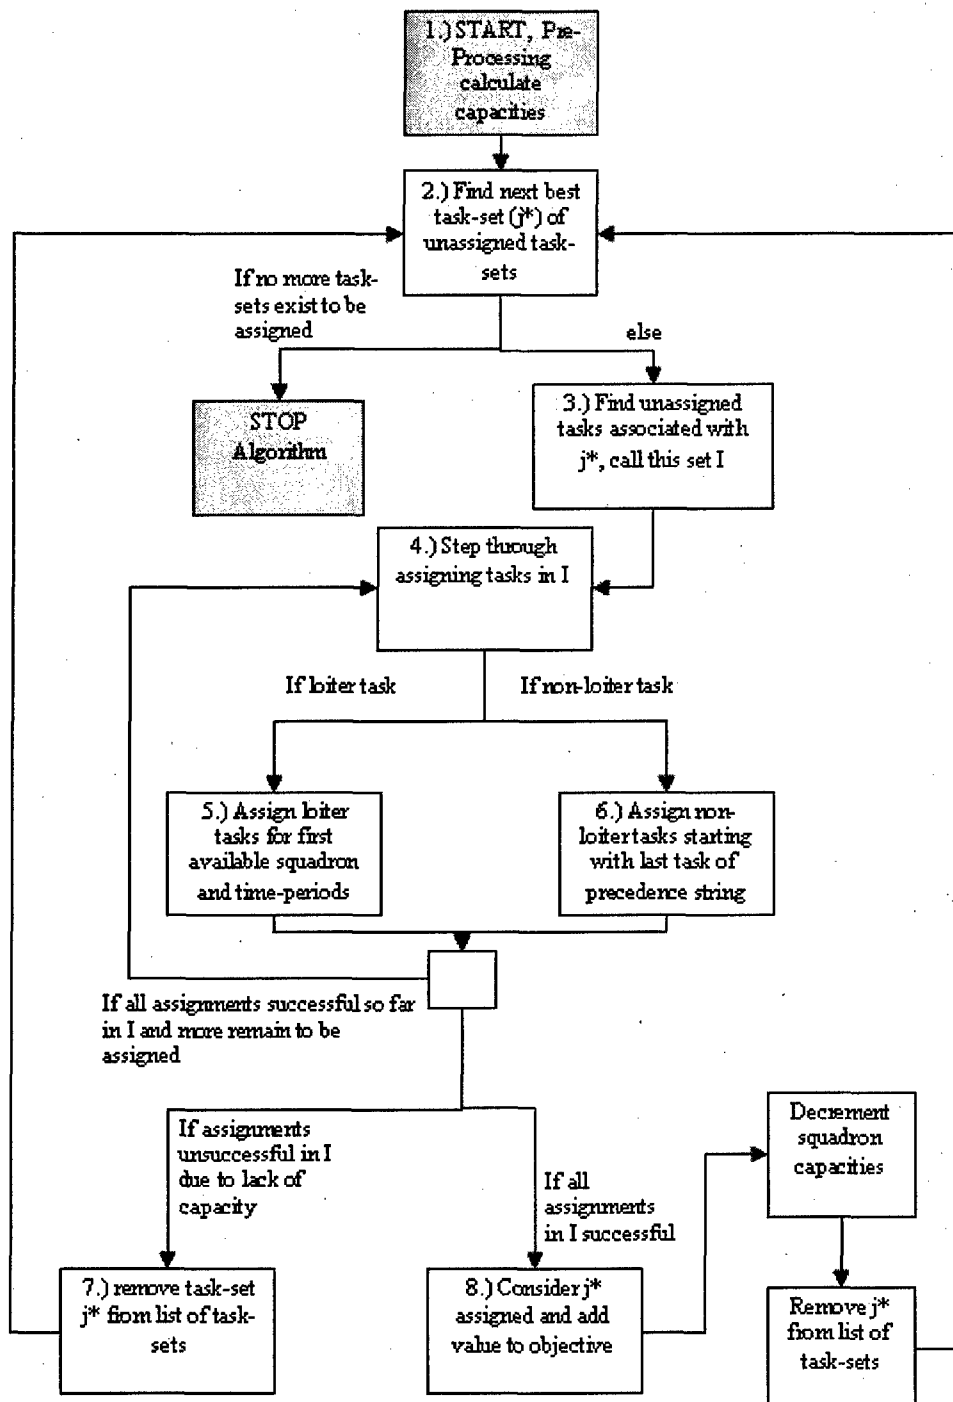 1.) START, Pre-
Processing
calculate
capacities
2.) Find next best
task-set (j*) of
unassigned task-
sets
If no more task-
sets exist to be
assigned
else
STOP
Algorithm
3.) Find unassigned
tasks associated with
j*, call this set I
4.) Step through
assigning tasks in I
If loiter task
If non-loiter task
5.) Assign loiter
tasks for first
available squadron
and time-periods
6.) Assign non-
loiter tasks starting
with last task of
precedence string
If all assignments successful so far
in I and more remain to be
assigned
If assignments
unsuccessful in I
due to lack of
capacity
If all
assignments
in I successful
Decrement
squadron
capacities
7.) remove task-set
j* from list of task-
sets
8.) Consider j*
assigned and add
value to objective
Remove j*
from list of
task-sets